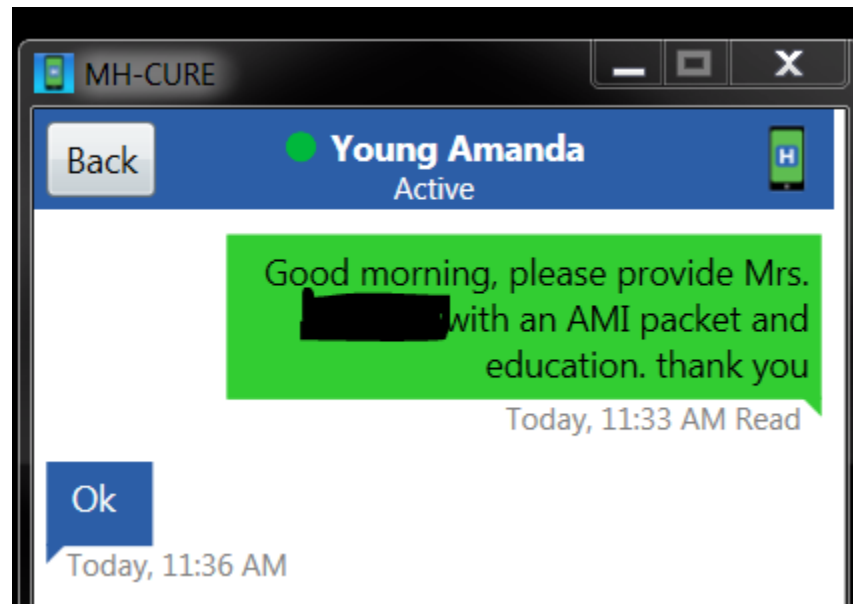 MH-CURE
Back
Young Amanda
Active
H
Good morning, please provide Mrs.
with an AMI packet and
education. thank you
Today, 11:33 AM Read
Ok
Today, 11:36 AM